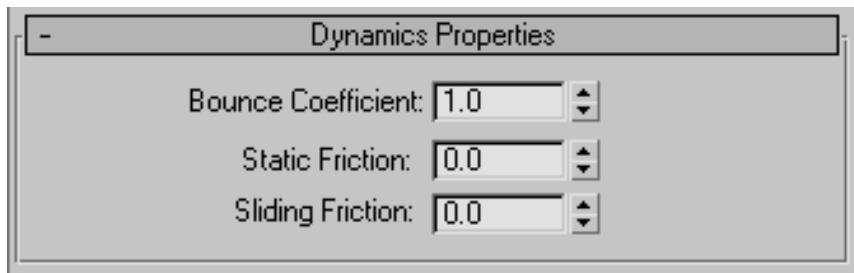 - Dynamics Properties
Bounce Coefficient: 1.0
Static Friction: 0.0
Sliding Friction: 0.0